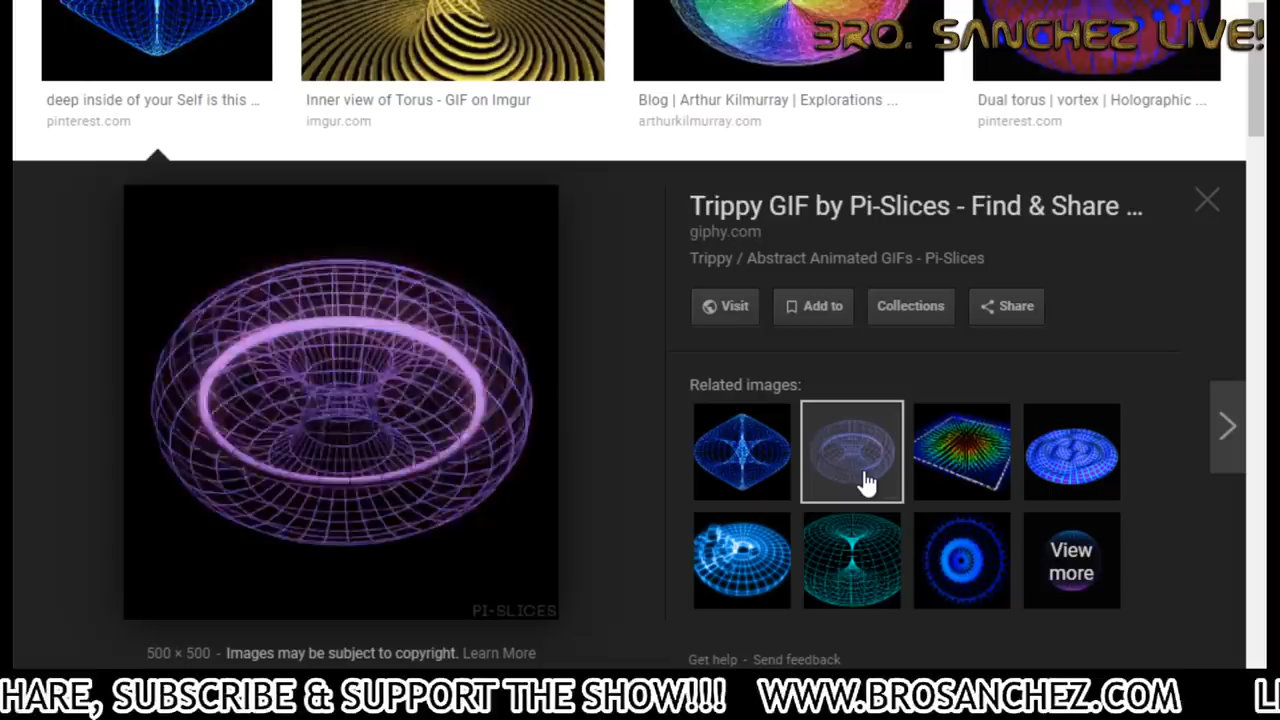 BRO. SANCHEZ LIVE!
deep inside of your Self is this ...
pinterest.com
Inner view of Torus - GIF on Imgur
imgur.com
Blog | Arthur Kilmurray | Explorations ...
arthurkilmurray.com
Dual torus | vortex | Holographic ...
pinterest.com
Trippy GIF by Pi-Slices - Find & Share ...
giphy.com
Trippy / Abstract Animated GIFs - Pi-Slices
Visit
Add to
Collections
Share
Related images:
View
more
PI-SLICES
500 × 500 - Images may be subject to copyright. Learn More
Get help - Send feedback
HARE, SUBSCRIBE & SUPPORT THE SHOW!!! WWW.BROSANCHEZ.COM